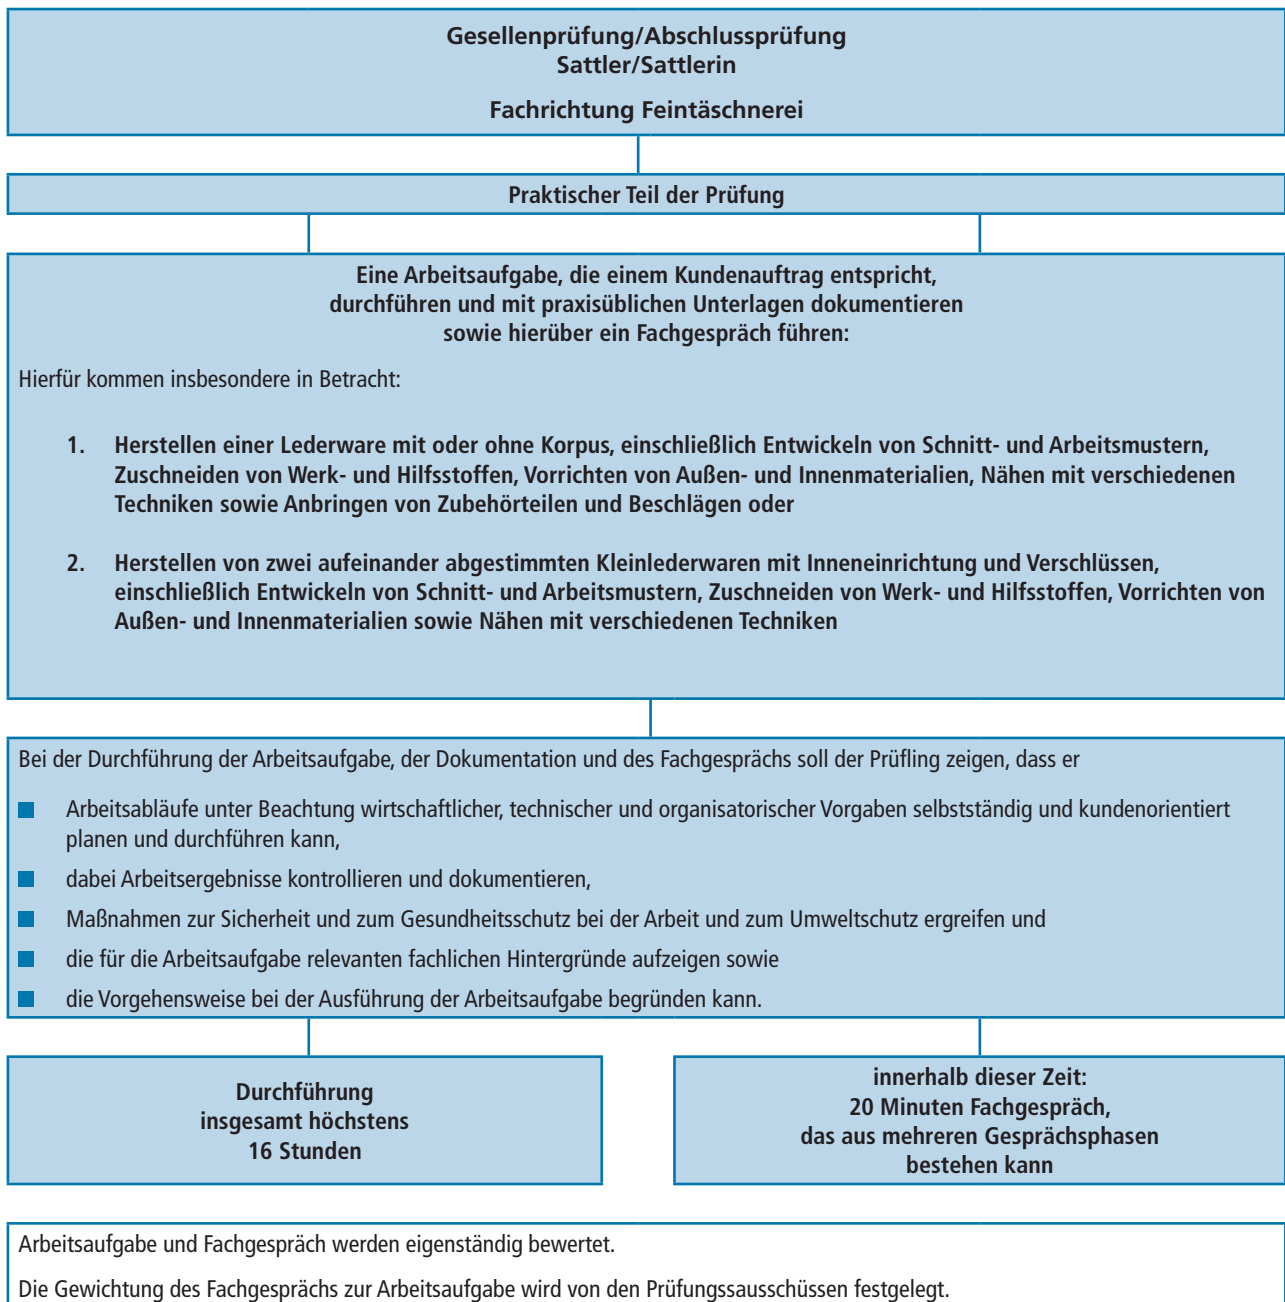 Gesellenprüfung/Abschlussprüfung
Sattler/Sattlerin
Fachrichtung Feintäschnerei
Praktischer Teil der Prüfung
Eine Arbeitsaufgabe, die einem Kundenauftrag entspricht,
durchführen und mit praxisüblichen Unterlagen dokumentieren
sowie hierüber ein Fachgespräch führen:
Hierfür kommen insbesondere in Betracht:
1. Herstellen einer Lederware mit oder ohne Korpus, einschließlich Entwickeln von Schnitt- und Arbeitsmustern,
Zuschneiden von Werk- und Hilfsstoffen, Vorrichten von Außen- und Innenmaterialien, Nähen mit verschiedenen
Techniken sowie Anbringen von Zubehörteilen und Beschlägen oder
2. Herstellen von zwei aufeinander abgestimmten Kleinlederwaren mit Inneneinrichtung und Verschlüssen,
einschließlich Entwickeln von Schnitt- und Arbeitsmustern, Zuschneiden von Werk- und Hilfsstoffen, Vorrichten von
Außen- und Innenmaterialien sowie Nähen mit verschiedenen Techniken
Bei der Durchführung der Arbeitsaufgabe, der Dokumentation und des Fachgesprächs soll der Prüfling zeigen, dass er
■ Arbeitsabläufe unter Beachtung wirtschaftlicher, technischer und organisatorischer Vorgaben selbstständig und kundenorientiert
planen und durchführen kann,
■ dabei Arbeitsergebnisse kontrollieren und dokumentieren,
■ Maßnahmen zur Sicherheit und zum Gesundheitsschutz bei der Arbeit und zum Umweltschutz ergreifen und
■ die für die Arbeitsaufgabe relevanten fachlichen Hintergründe aufzeigen sowie
■ die Vorgehensweise bei der Ausführung der Arbeitsaufgabe begründen kann.
Durchführung
insgesamt höchstens
16 Stunden
innerhalb dieser Zeit:
20 Minuten Fachgespräch,
das aus mehreren Gesprächsphasen
bestehen kann
Arbeitsaufgabe und Fachgespräch werden eigenständig bewertet.
Die Gewichtung des Fachgesprächs zur Arbeitsaufgabe wird von den Prüfungssausschüssen festgelegt.